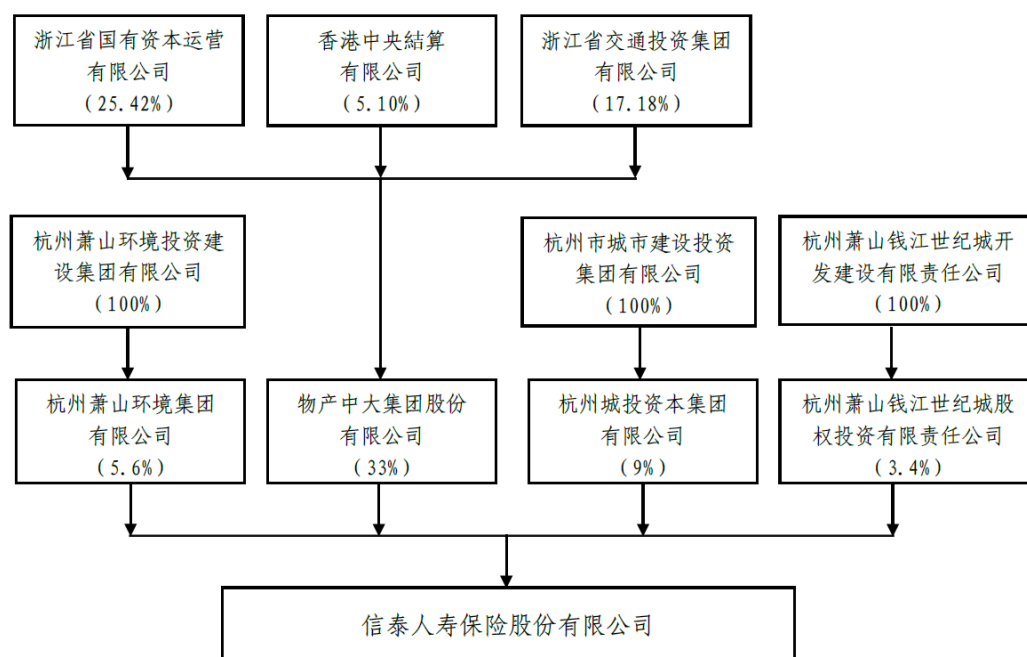 浙江省国有资本运营
有限公司
(25.42%)
香港中央結算
有限公司
(5.10%)
浙江省交通投资集团
有限公司
(17.18%)
杭州萧山环境投资建
设集团有限公司
(100%)
杭州市城市建设投资
集团有限公司
(100%)
杭州萧山钱江世纪城开
发建设有限责任公司
(100%)
杭州萧山环境集团
有限公司
(5.6%)
物产中大集团股份
有限公司
(33%)
杭州城投资本集团
有限公司
(9%)
杭州萧山钱江世纪城股
权投资有限责任公司
(3.4%)
信泰人寿保险股份有限公司